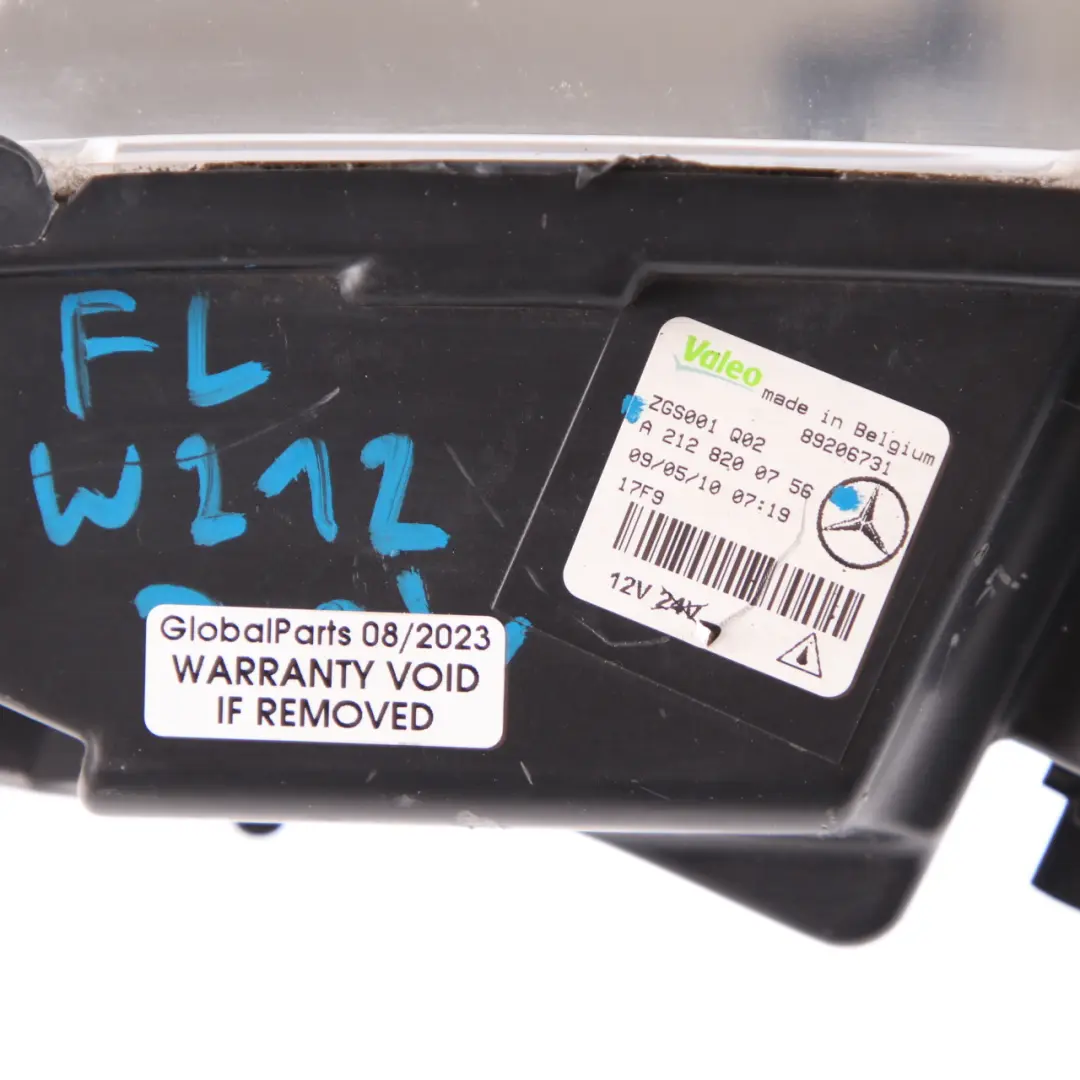 FL
W212
GlobalParts 08/2023
WARRANTY VOID
IF REMOVED
Valeo
made in Belgium
ZGS001 Q02 89206731
A 212 820 07 56
09/05/10 07:19
17F9
12V 24V